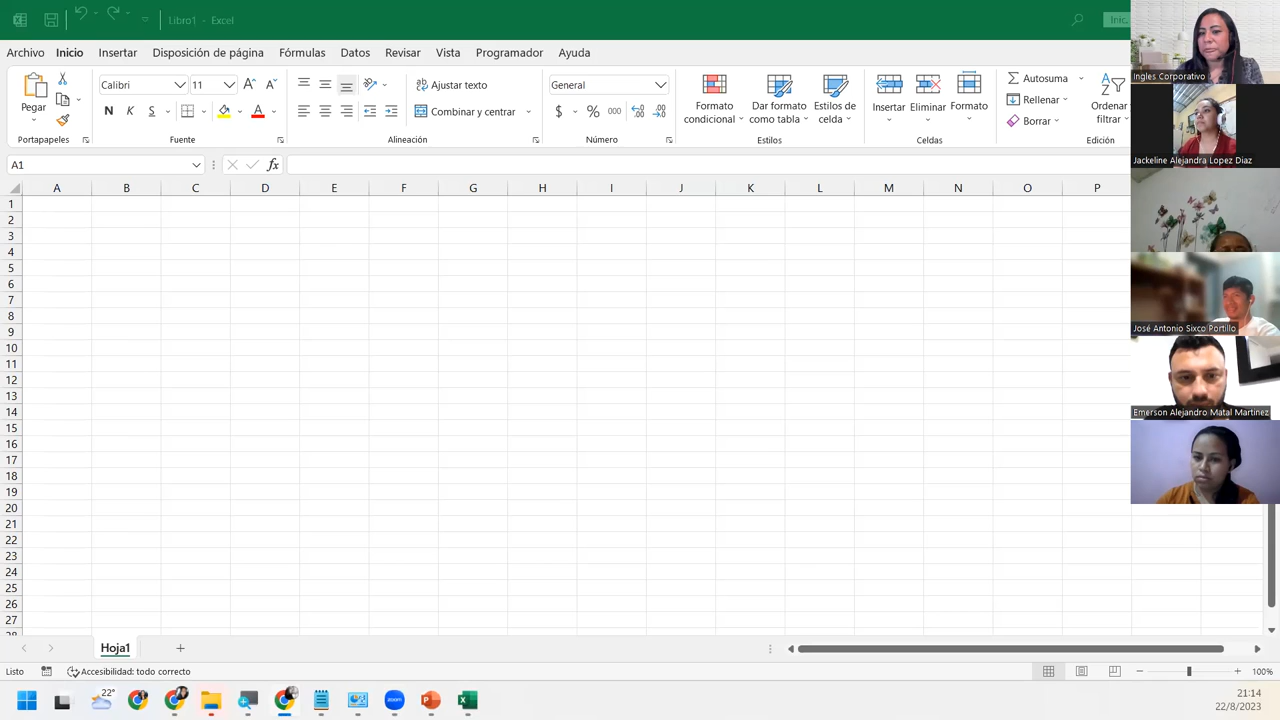 Libro1 - Excel
Inic
Archiv
Inicio
Disposición de página
Fórmulas
Datos
Revisar
Vista
Ayuda
Pegar
Calibri
11
N
K
S
General
Combinar y centrar
$
%
000
Formato condicional
Dar formato como tabla
Estilos de celda
Insertar
Eliminar
Formato
Autosuma
Rellenar
Borrar
Ordenar
filtrar
Portapapeles
Fuente
Alineación
Número
Estilos
Celdas
Edición
A1
fx
A B C D E F G H I J K L M N O P
1
2
3
4
5
6
7
8
9
10
11
12
13
14
15
16
17
18
19
20
21
22
23
24
25
26
27
28
Ingles Corporativo
Jackeline Alejandra Lopez Diaz
José Antonio Sixco Portillo
Emerson Alejandro Matal Martinez
Hoja1
Listo
Accesibilidad: todo correcto
100%
22°
zoom
21:14
22/8/2023